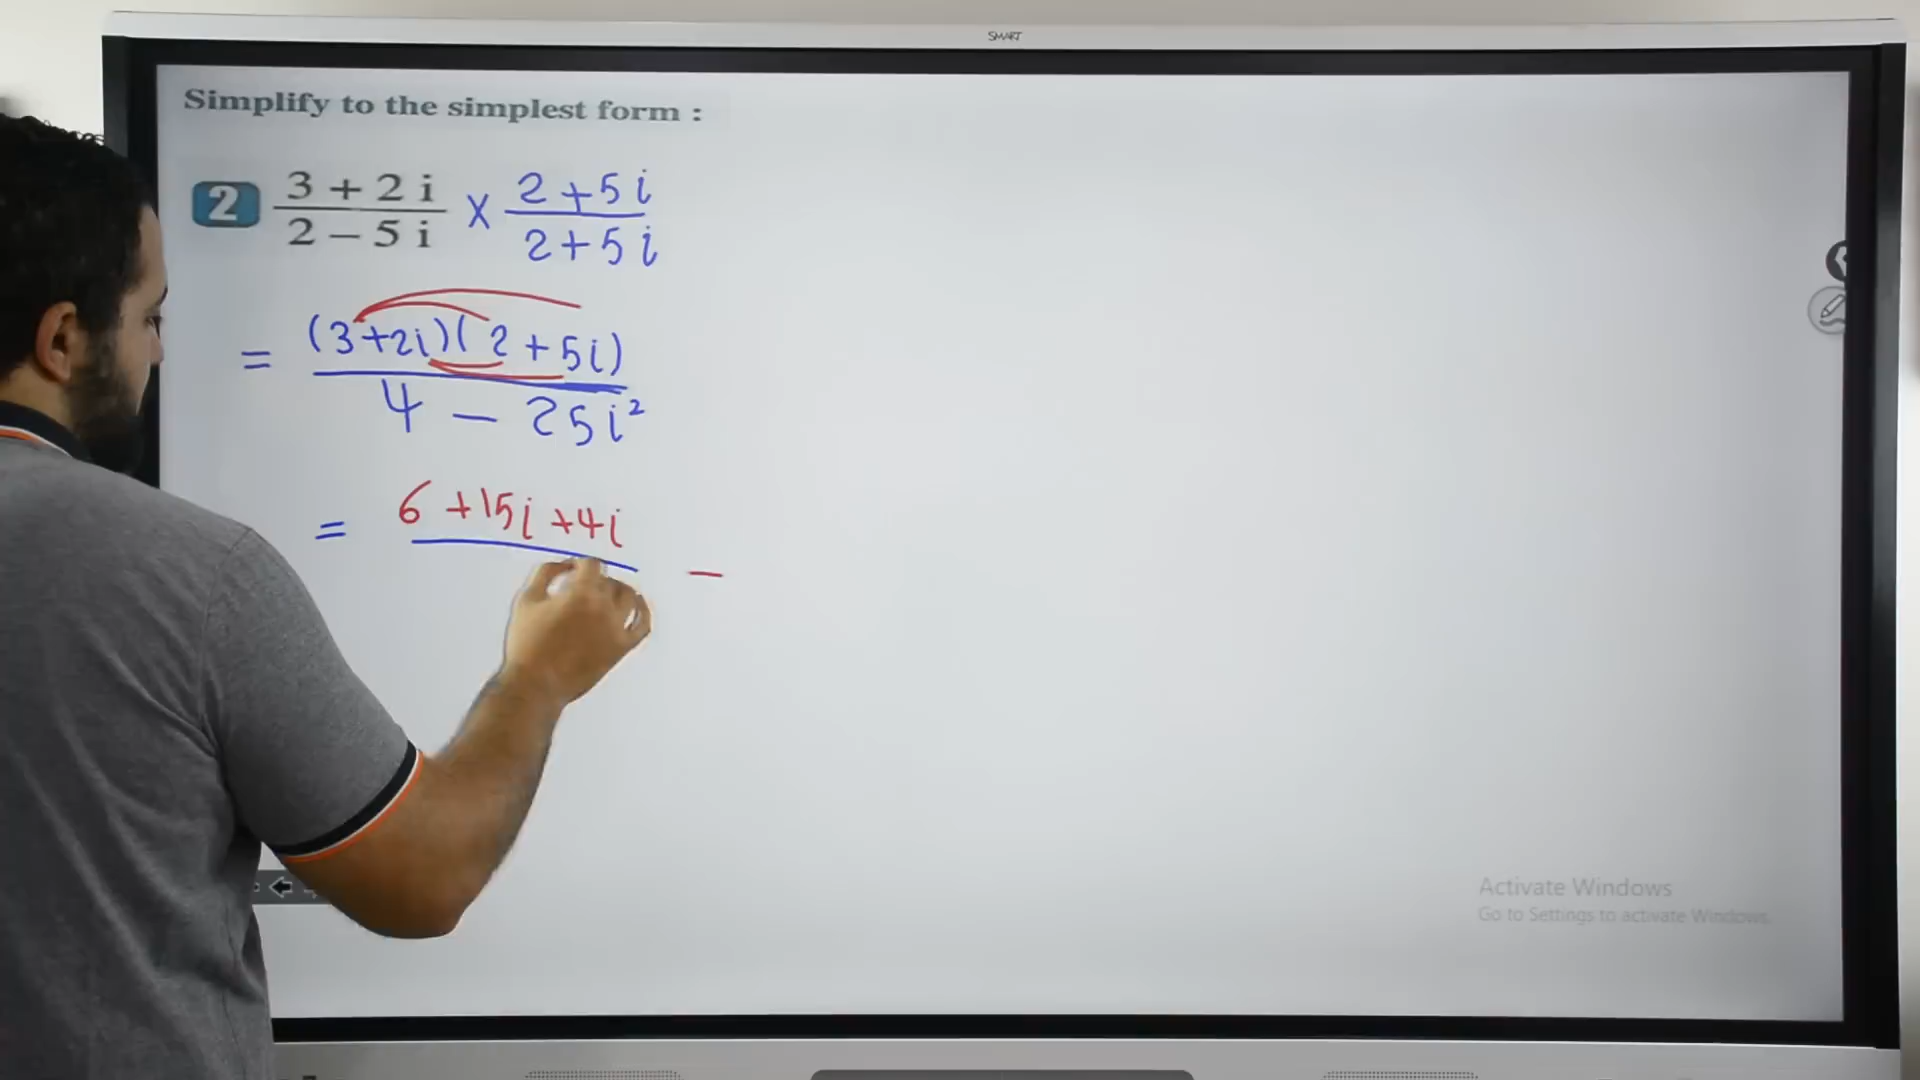 SMART
Simplify to the simplest form :
2 3 + 2 i / 2 - 5 i × 2 + 5 i / 2 + 5 i
= (3+2i)(2+5i) / 4 - 25i²
= 6 +15i +4i -
Activate Windows
Go to Settings to activate Windows.